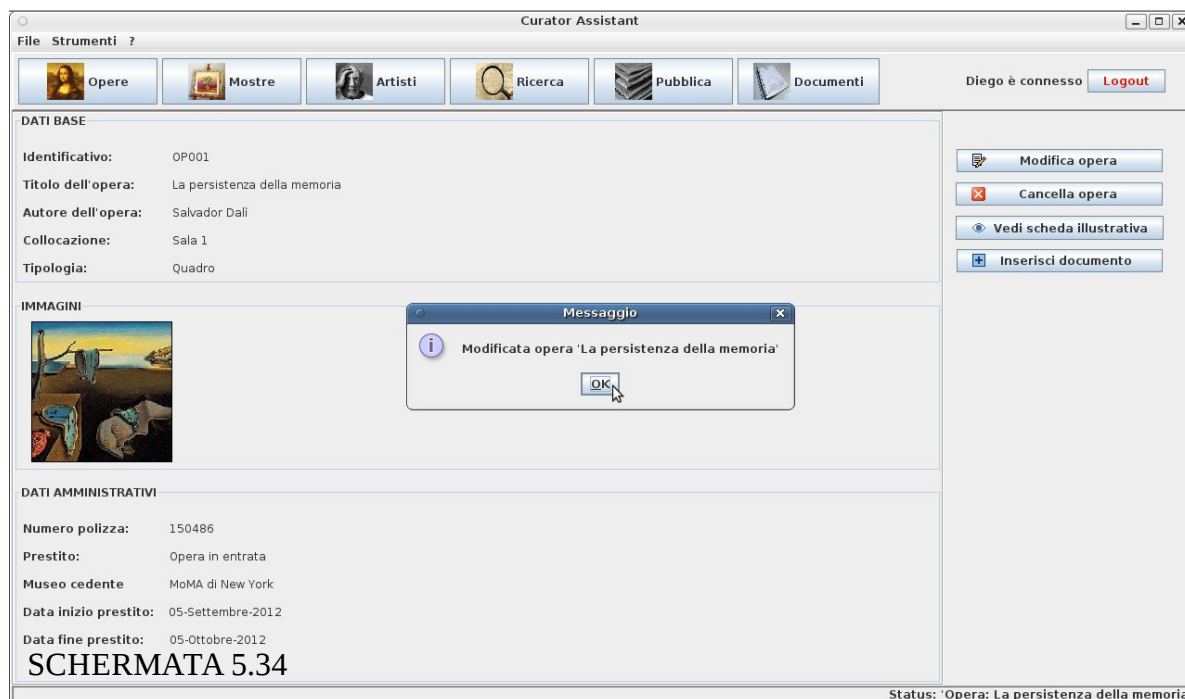 Curator Assistant
File Strumenti ?
Opere Mostre Artisti Ricerca Pubblica Documenti Diego è connesso Logout
DATI BASE
Identificativo: OP001
Titolo dell'opera: La persistenza della memoria
Autore dell'opera: Salvador Dalì
Collocazione: Sala 1
Tipologia: Quadro
Modifica opera
Cancella opera
Vedi scheda illustrativa
Inserisci documento
IMMAGINI
Messaggio
Modificata opera 'La persistenza della memoria'
OK
DATI AMMINISTRATIVI
Numero polizza: 150486
Prestito: Opera in entrata
Museo cedente MoMA di New York
Data inizio prestito: 05-Settembre-2012
Data fine prestito: 05-Ottobre-2012
SCHERMATA 5.34
Status: 'Opera: La persistenza della memoria